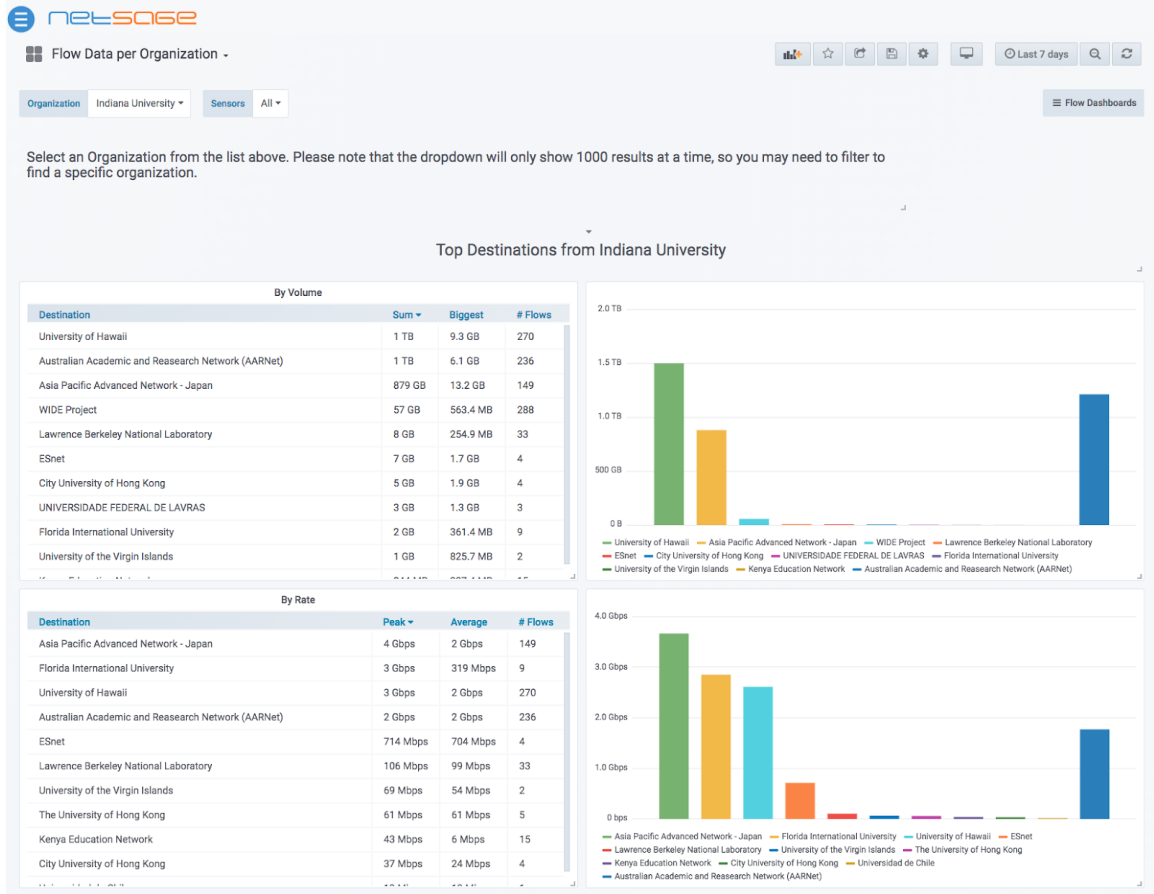 netsage
Flow Data per Organization
Last 7 days
Organization Indiana University Sensors All
Flow Dashboards
Select an Organization from the list above. Please note that the dropdown will only show 1000 results at a time, so you may need to filter to
find a specific organization.
Top Destinations from Indiana University
By Volume
Destination Sum Biggest # Flows
University of Hawaii 1 TB 9.3 GB 270
Australian Academic and Reasearch Network (AARNet) 1 TB 6.1 GB 236
Asia Pacific Advanced Network - Japan 879 GB 13.2 GB 149
WIDE Project 57 GB 563.4 MB 288
Lawrence Berkeley National Laboratory 8 GB 254.9 MB 33
ESnet 7 GB 1.7 GB 4
City University of Hong Kong 5 GB 1.9 GB 4
UNIVERSIDADE FEDERAL DE LAVRAS 3 GB 1.3 GB 3
Florida International University 2 GB 361.4 MB 9
University of the Virgin Islands 1 GB 825.7 MB 2
2.0 TB
1.5 TB
1.0 TB
500 GB
0 B
University of Hawaii Asia Pacific Advanced Network - Japan WIDE Project Lawrence Berkeley National Laboratory
ESnet City University of Hong Kong UNIVERSIDADE FEDERAL DE LAVRAS Florida International University
University of the Virgin Islands Kenya Education Network Australian Academic and Reasearch Network (AARNet)
By Rate
Destination Peak Average # Flows
Asia Pacific Advanced Network - Japan 4 Gbps 2 Gbps 149
Florida International University 3 Gbps 319 Mbps 9
University of Hawaii 3 Gbps 2 Gbps 270
Australian Academic and Reasearch Network (AARNet) 2 Gbps 2 Gbps 236
ESnet 714 Mbps 704 Mbps 4
Lawrence Berkeley National Laboratory 106 Mbps 99 Mbps 33
University of the Virgin Islands 69 Mbps 54 Mbps 2
The University of Hong Kong 61 Mbps 61 Mbps 5
Kenya Education Network 43 Mbps 6 Mbps 15
City University of Hong Kong 37 Mbps 24 Mbps 4
4.0 Gbps
3.0 Gbps
2.0 Gbps
1.0 Gbps
0 bps
Asia Pacific Advanced Network - Japan Florida International University University of Hawaii ESnet
Lawrence Berkeley National Laboratory University of the Virgin Islands The University of Hong Kong
Kenya Education Network City University of Hong Kong Universidad de Chile
Australian Academic and Reasearch Network (AARNet)